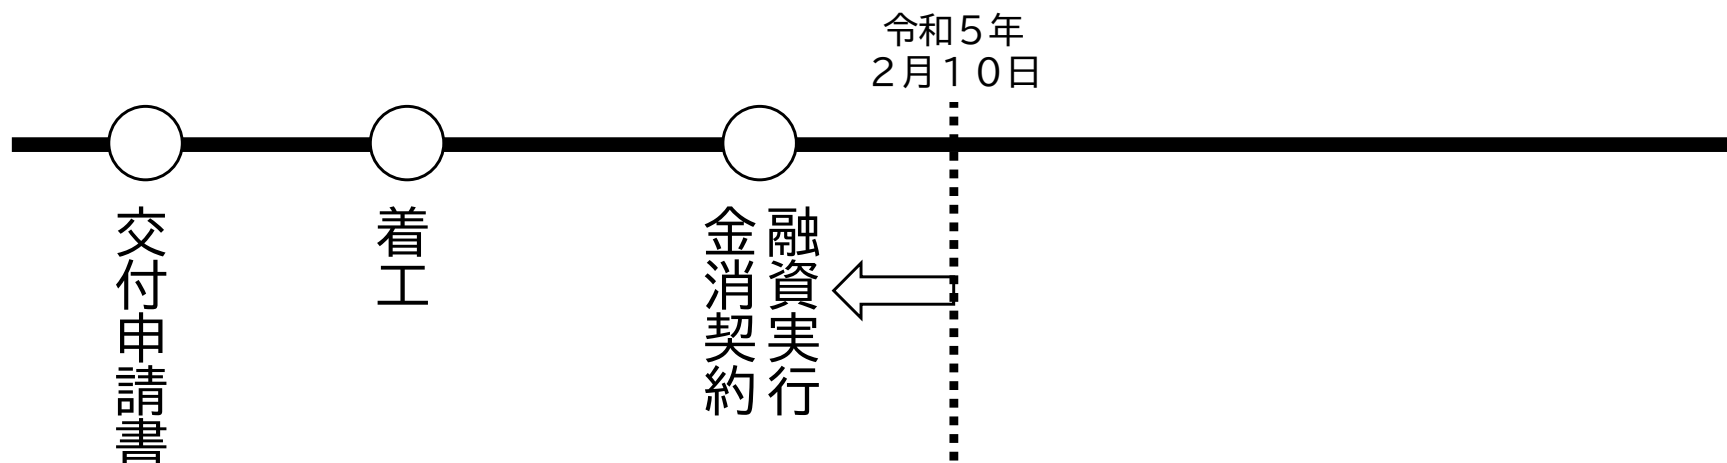 令和５年
２月１０日
交付申請書
着工
融資実行
金消契約